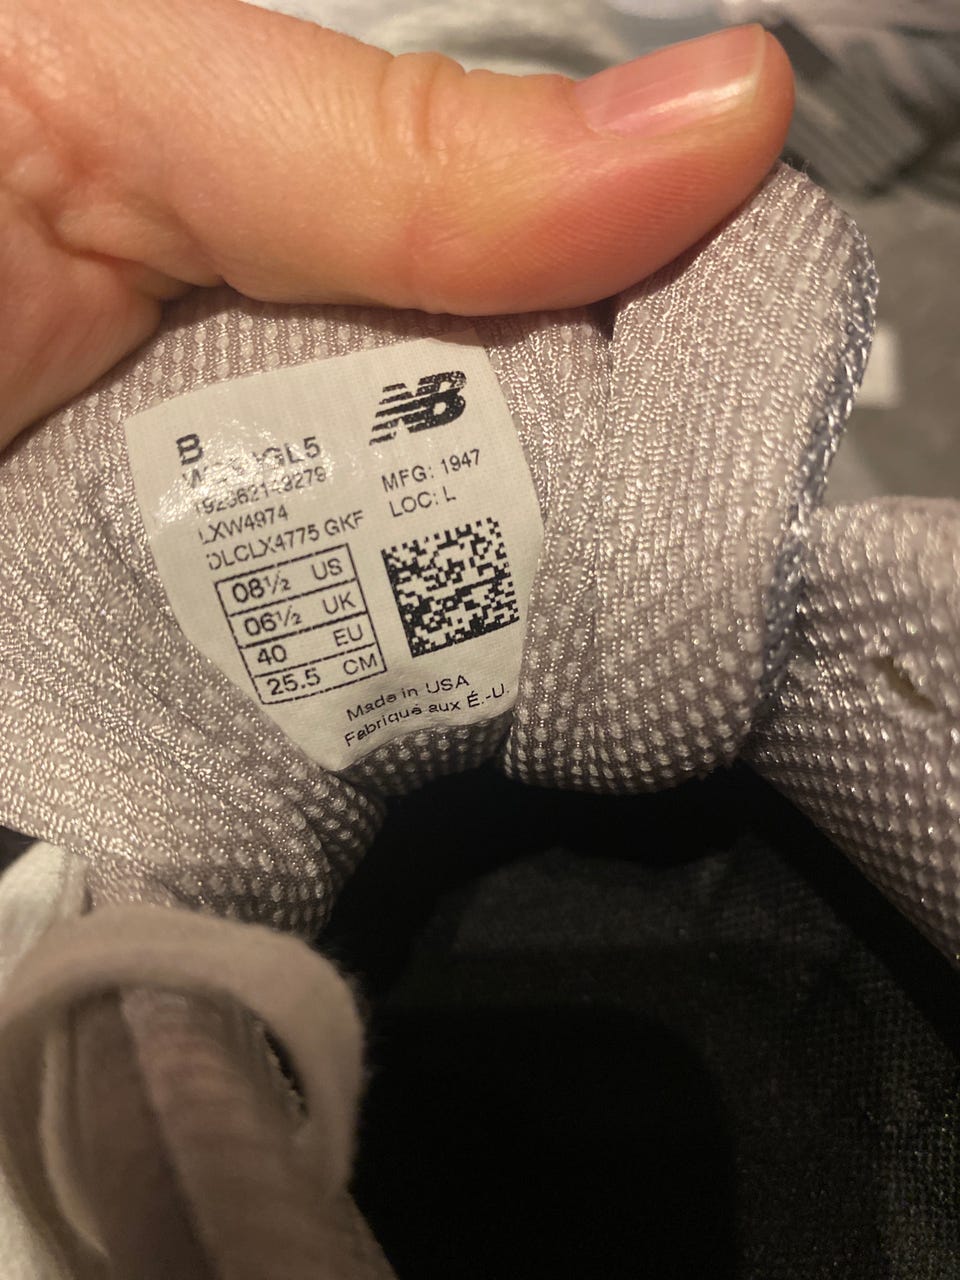 B
NB
MFG: 1947
LOC: L
LXW4974
DLCLX4775 GKF
08½ US
06½ UK
40 EU
25.5 CM
Made in USA
Fabriqué aux É.-U.